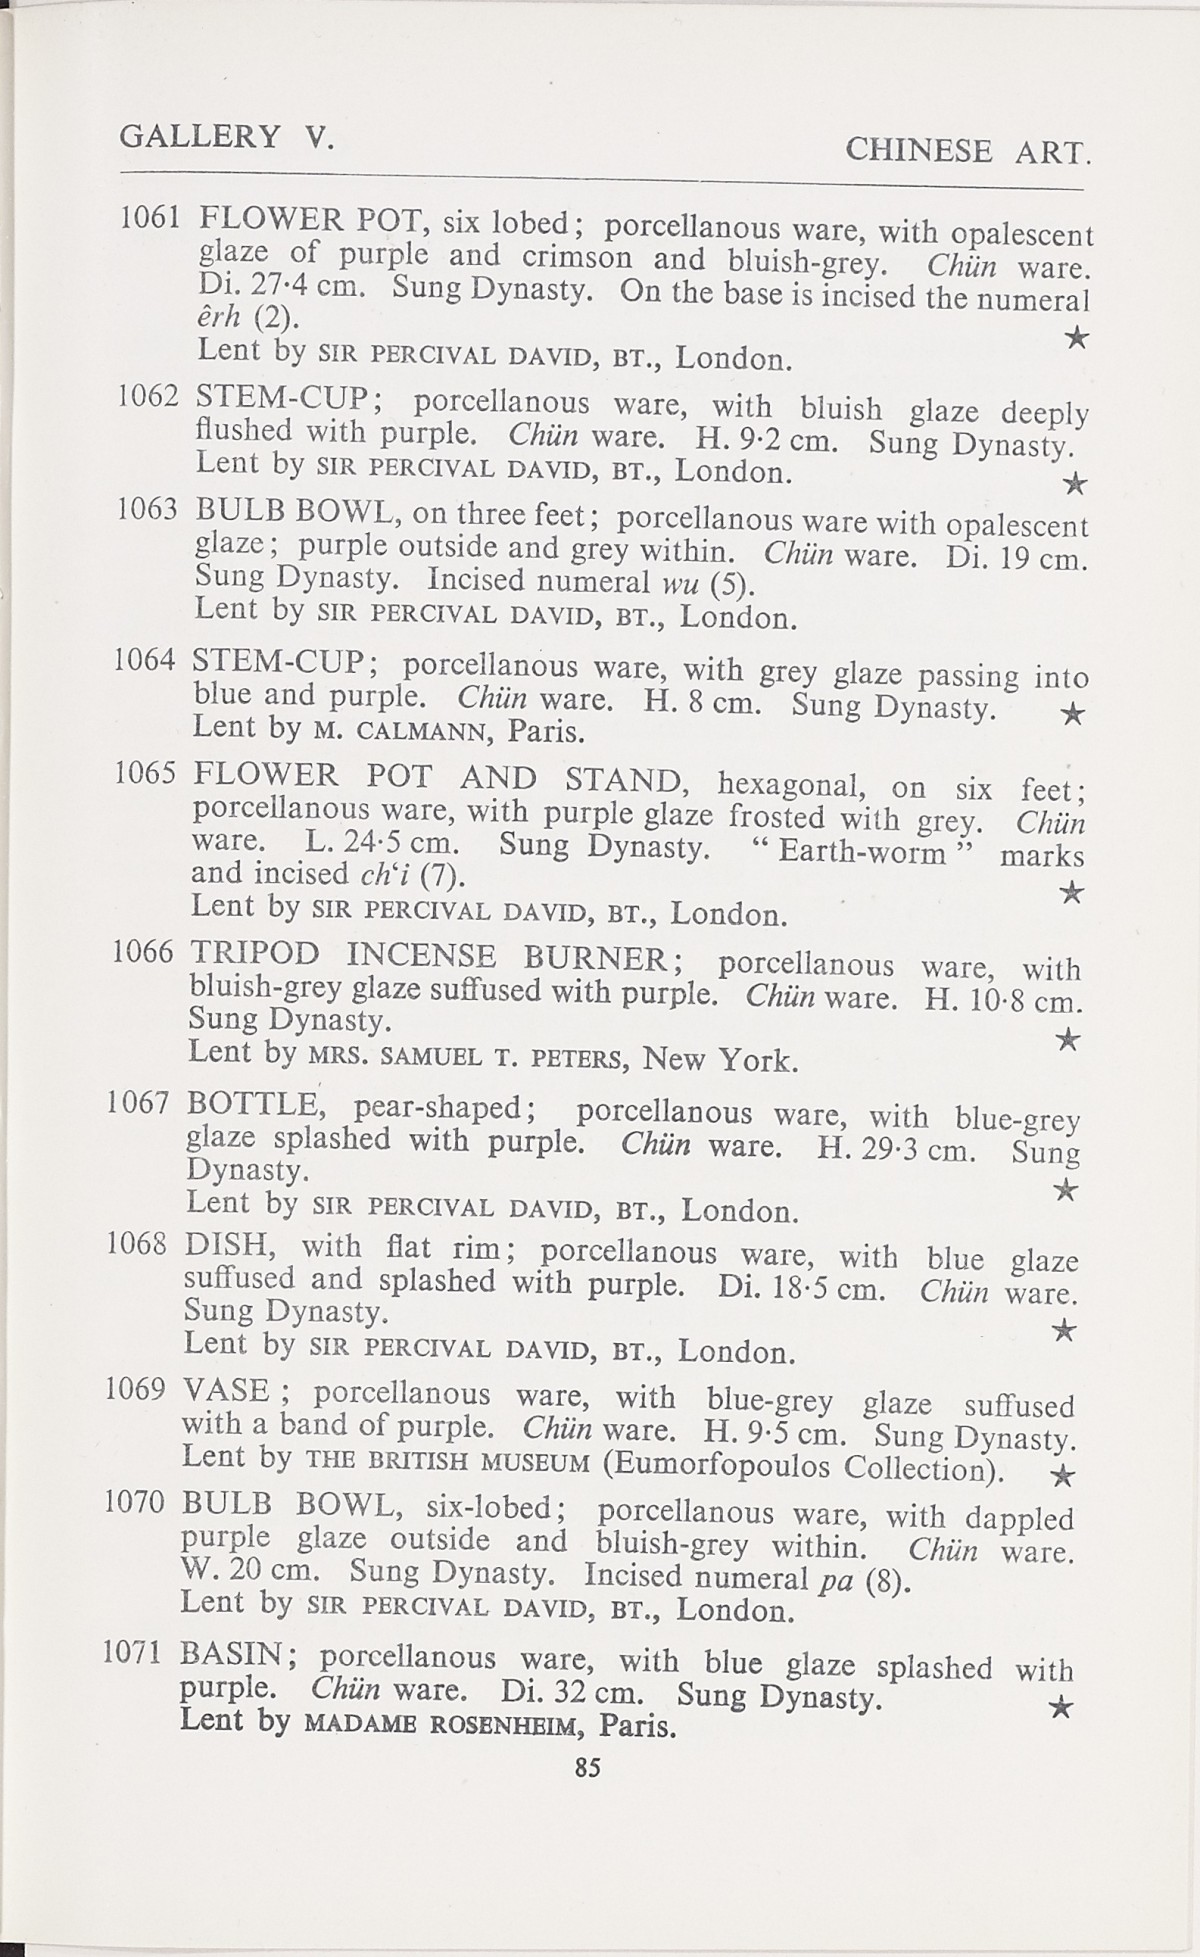 GALLERY V. CHINESE ART.
1061 FLOWER POT, six lobed; porcellanous ware, with opalescent
glaze of purple and crimson and bluish-grey. Chün ware.
Di. 27·4 cm. Sung Dynasty. On the base is incised the numeral
êrh (2). ★
Lent by SIR PERCIVAL DAVID, BT., London.
1062 STEM-CUP; porcellanous ware, with bluish glaze deeply
flushed with purple. Chün ware. H. 9·2 cm. Sung Dynasty.
Lent by SIR PERCIVAL DAVID, BT., London. ★
1063 BULB BOWL, on three feet; porcellanous ware with opalescent
glaze; purple outside and grey within. Chün ware. Di. 19 cm.
Sung Dynasty. Incised numeral wu (5).
Lent by SIR PERCIVAL DAVID, BT., London.
1064 STEM-CUP; porcellanous ware, with grey glaze passing into
blue and purple. Chün ware. H. 8 cm. Sung Dynasty. ★
Lent by M. CALMANN, Paris.
1065 FLOWER POT AND STAND, hexagonal, on six feet;
porcellanous ware, with purple glaze frosted with grey. Chün
ware. L. 24·5 cm. Sung Dynasty. “ Earth-worm ” marks
and incised ch‘i (7). ★
Lent by SIR PERCIVAL DAVID, BT., London.
1066 TRIPOD INCENSE BURNER; porcellanous ware, with
bluish-grey glaze suffused with purple. Chün ware. H. 10·8 cm.
Sung Dynasty. ★
Lent by MRS. SAMUEL T. PETERS, New York.
1067 BOTTLE, pear-shaped; porcellanous ware, with blue-grey
glaze splashed with purple. Chün ware. H. 29·3 cm. Sung
Dynasty. ★
Lent by SIR PERCIVAL DAVID, BT., London.
1068 DISH, with flat rim; porcellanous ware, with blue glaze
suffused and splashed with purple. Di. 18·5 cm. Chün ware.
Sung Dynasty. ★
Lent by SIR PERCIVAL DAVID, BT., London.
1069 VASE ; porcellanous ware, with blue-grey glaze suffused
with a band of purple. Chün ware. H. 9·5 cm. Sung Dynasty.
Lent by THE BRITISH MUSEUM (Eumorfopoulos Collection). ★
1070 BULB BOWL, six-lobed; porcellanous ware, with dappled
purple glaze outside and bluish-grey within. Chün ware.
W. 20 cm. Sung Dynasty. Incised numeral pa (8).
Lent by SIR PERCIVAL DAVID, BT., London.
1071 BASIN; porcellanous ware, with blue glaze splashed with
purple. Chün ware. Di. 32 cm. Sung Dynasty. ★
Lent by MADAME ROSENHEIM, Paris.
85